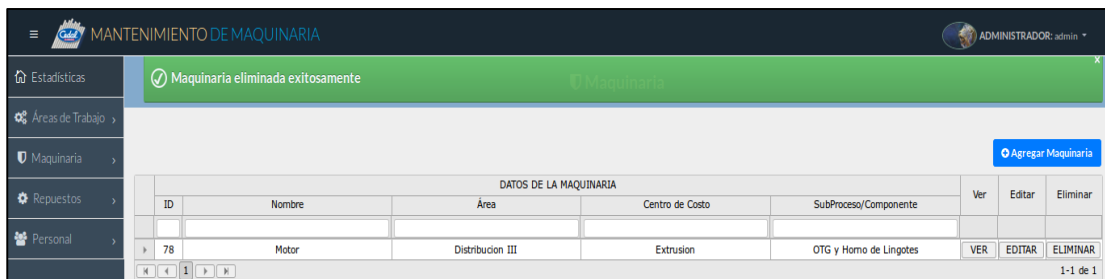 ≡ Cedal MANTENIMIENTO DE MAQUINARIA
ADMINISTRADOR: admin
Estadísticas
Maquinaria eliminada exitosamente
Maquinaria
x
Áreas de Trabajo
Maquinaria
Agregar Maquinaria
Repuestos
DATOS DE LA MAQUINARIA
Ver Editar Eliminar
ID Nombre Área Centro de Costo SubProceso/Componente
Personal
78 Motor Distribucion III Extrusion OTG y Horno de Lingotes VER EDITAR ELIMINAR
1 1-1 de 1